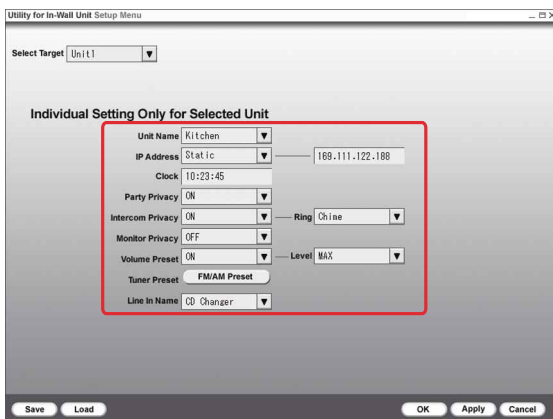 Utility for In-Wall Unit Setup Menu
Select Target Unit1
Individual Setting Only for Selected Unit
Unit Name Kitchen
IP Address Static 169.111.122.188
Clock 10:23:45
Party Privacy ON
Intercom Privacy ON Ring Chine
Monitor Privacy OFF
Volume Preset ON Level MAX
Tuner Preset FM/AM Preset
Line In Name CD Changer
Save Load OK Apply Cancel